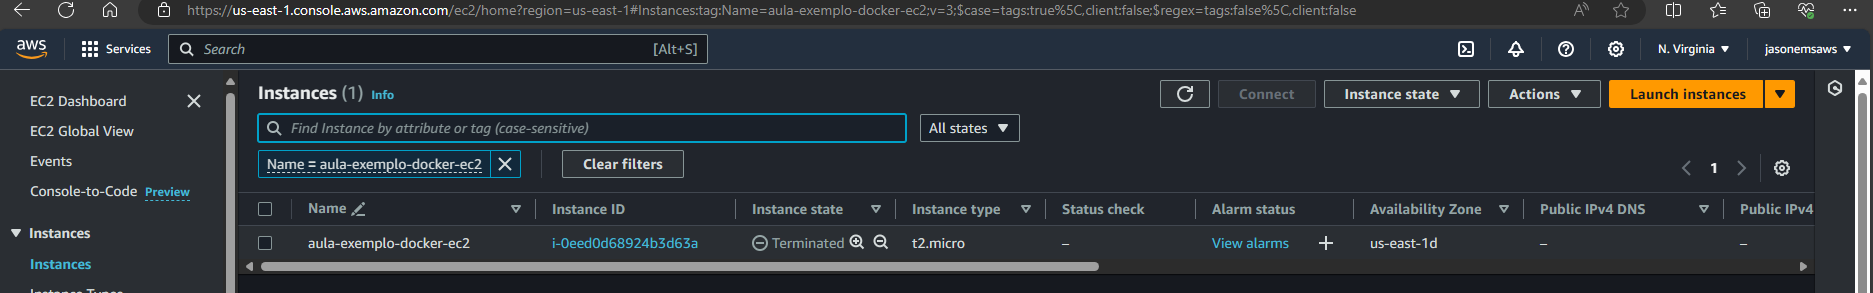 https://us-east-1.console.aws.amazon.com/ec2/home?region=us-east-1#Instances:tag:Name=aula-exemplo-docker-ec2;v=3;$case=tags:true%5C,client:false;$regex=tags:false%5C,client:false
aws Services Search [Alt+S] N. Virginia jasonemsaws
EC2 Dashboard
EC2 Global View
Events
Console-to-Code Preview
Instances
Instances
Instance Types
Instances (1) Info Connect Instance state Actions Launch instances
Find Instance by attribute or tag (case-sensitive) All states
Name = aula-exemplo-docker-ec2 Clear filters 1
Name Instance ID Instance state Instance type Status check Alarm status Availability Zone Public IPv4 DNS Public IPv4
aula-exemplo-docker-ec2 i-0eed0d68924b3d63a Terminated t2.micro – View alarms + us-east-1d – –